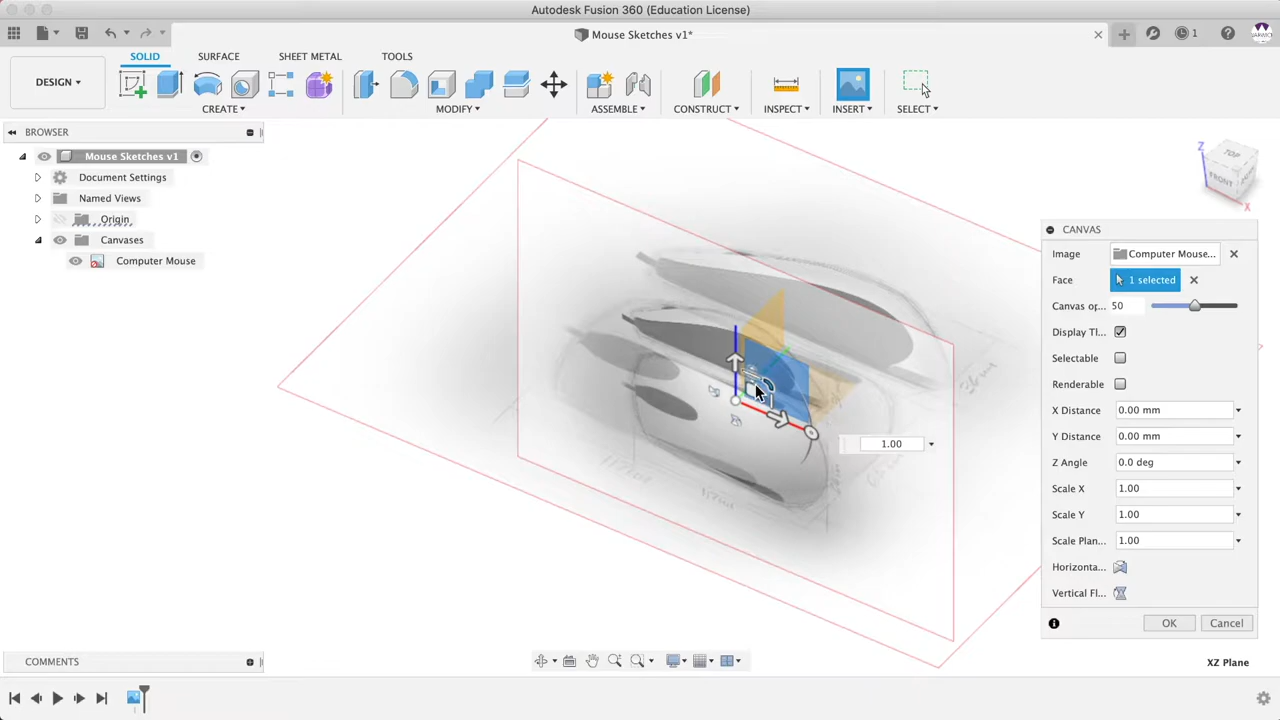 Autodesk Fusion 360 (Education License)
Mouse Sketches v1*
1
SOLID SURFACE SHEET METAL TOOLS
DESIGN▾
CREATE▾ MODIFY▾ ASSEMBLE▾ CONSTRUCT▾ INSPECT▾ INSERT▾ SELECT▾
BROWSER
Mouse Sketches v1
Document Settings
Named Views
Origin
Canvases
Computer Mouse
TOP
FRONT
Z
X
CANVAS
Image Computer Mouse...
Face 1 selected
Canvas op... 50
Display Th...
Selectable
Renderable
X Distance 0.00 mm
Y Distance 0.00 mm
Z Angle 0.0 deg
Scale X 1.00
Scale Y 1.00
Scale Plan... 1.00
Horizonta...
Vertical Fl...
OK Cancel
1.00
COMMENTS
XZ Plane